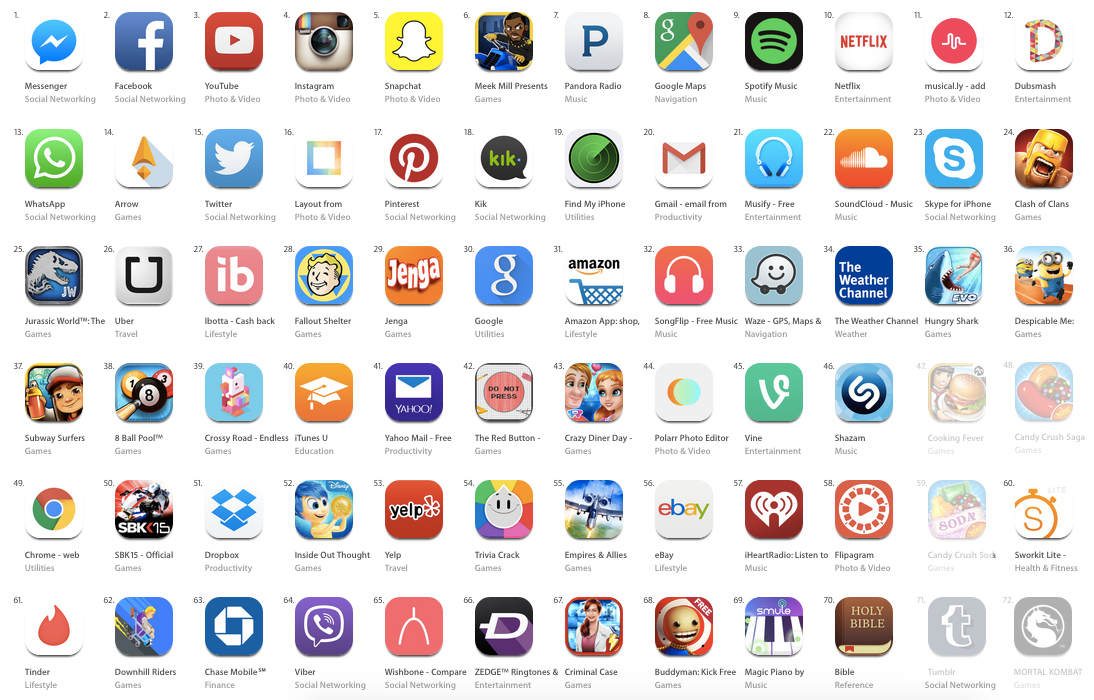 1. 2. 3. 4. 5. 6. 7. 8. 9. 10. 11. 12.
f P g NETFLIX D
Messenger Facebook YouTube Instagram Snapchat Meek Mill Presents Pandora Radio Google Maps Spotify Music Netflix musical.ly - add Dubsmash
Social Networking Social Networking Photo & Video Photo & Video Photo & Video Games Music Navigation Music Entertainment Photo & Video Entertainment
13. 14. 15. 16. 17. 18. 19. 20. 21. 22. 23. 24.
kik.
WhatsApp Arrow Twitter Layout from Pinterest Kik Find My iPhone Gmail - email from Musify - Free SoundCloud - Music Skype for iPhone Clash of Clans
Social Networking Games Social Networking Photo & Video Social Networking Social Networking Utilities Productivity Entertainment Music Social Networking Games
25. 26. 27. 28. 29. 30. 31. 32. 33. 34. 35. 36.
JW U ib Jenga g amazon The Weather Channel EVO
Jurassic World™: The Uber Ibotta - Cash back Fallout Shelter Jenga Google Amazon App: shop, SongFlip - Free Music Waze - GPS, Maps & The Weather Channel Hungry Shark Despicable Me:
Games Travel Lifestyle Games Games Utilities Lifestyle Music Navigation Weather Games Games
37. 38. 39. 40. 41. 42. 43. 44. 45. 46. 47. 48.
1 8 3 YAHOO! DO NOT PRESS
Subway Surfers 8 Ball Pool™ Crossy Road - Endless iTunes U Yahoo Mail - Free The Red Button - Crazy Diner Day - Polarr Photo Editor Vine Shazam Cooking Fever Candy Crush Saga
Games Games Games Education Productivity Games Games Photo & Video Entertainment Music Games Games
49. 50. 51. 52. 53. 54. 55. 56. 57. 58. 59. 60.
SBK15 Disney yelp ebay SODA LITE S
Chrome - web SBK15 - Official Dropbox Inside Out Thought Yelp Trivia Crack Empires & Allies eBay iHeartRadio: Listen to Flipagram Candy Crush Soda Sworkit Lite -
Utilities Games Productivity Games Travel Games Games Lifestyle Music Photo & Video Games Health & Fitness
61. 62. 63. 64. 65. 66. 67. 68. 69. 70. 71. 72.
FREE smule HOLY BIBLE t
Tinder Downhill Riders Chase Mobile℠ Viber Wishbone - Compare ZEDGE™ Ringtones & Criminal Case Buddyman: Kick Free Magic Piano by Bible Tumblr MORTAL KOMBAT
Lifestyle Games Finance Social Networking Social Networking Entertainment Games Games Music Reference Social Networking Games